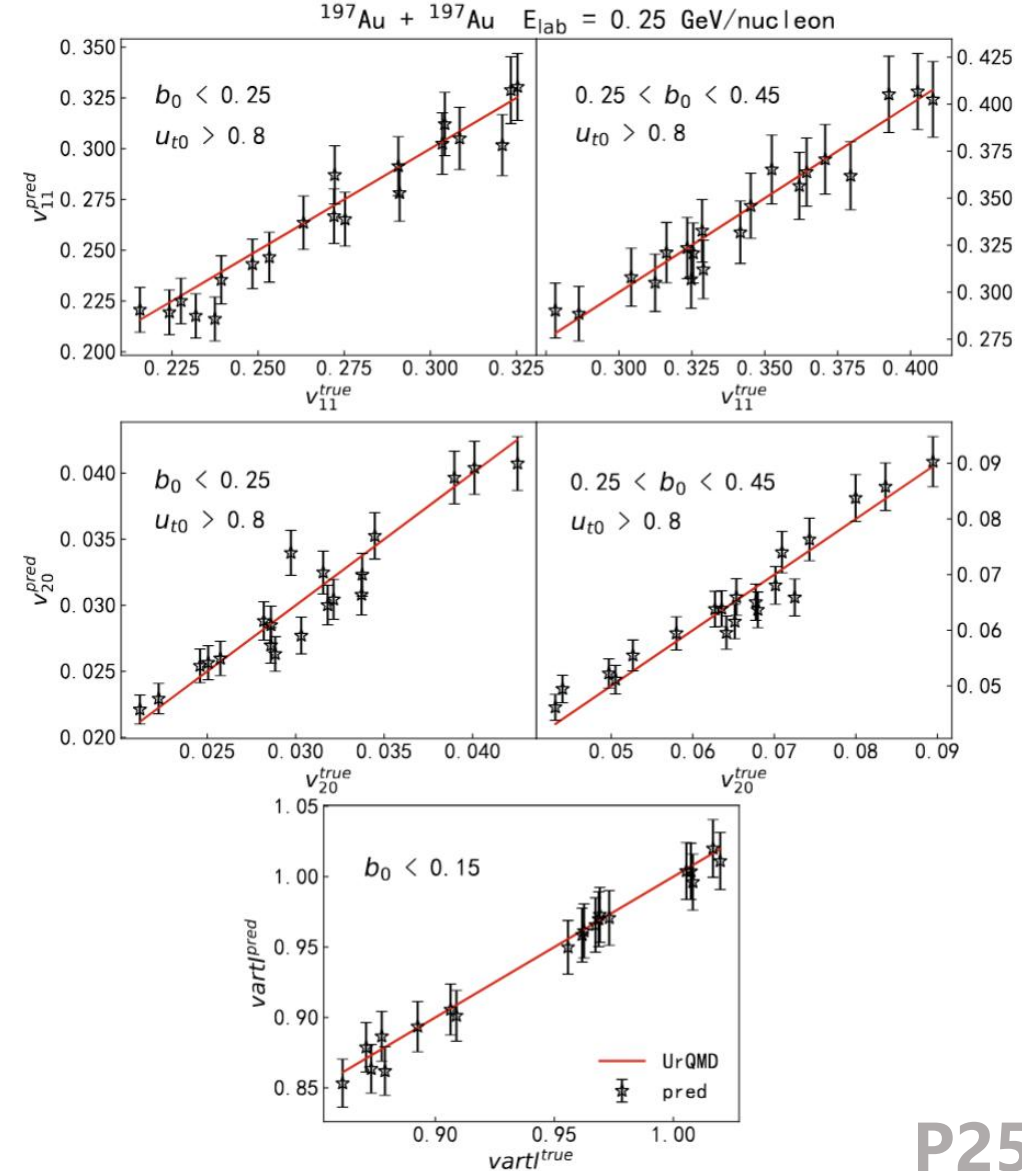 ¹⁹⁷Au + ¹⁹⁷Au E_lab = 0.25 GeV/nucleon
0.350
0.325
0.300
0.275
0.250
0.225
0.200
v₁₁^pred
b₀ < 0.25
u_t0 > 0.8
0.225 0.250 0.275 0.300 0.325
v₁₁^true
0.25 < b₀ < 0.45
u_t0 > 0.8
0.425
0.400
0.375
0.350
0.325
0.300
0.275
0.300 0.325 0.350 0.375 0.400
v₁₁^true
0.040
0.035
0.030
0.025
0.020
v₂₀^pred
b₀ < 0.25
u_t0 > 0.8
0.025 0.030 0.035 0.040
v₂₀^true
0.25 < b₀ < 0.45
u_t0 > 0.8
0.09
0.08
0.07
0.06
0.05
0.05 0.06 0.07 0.08 0.09
v₂₀^true
1.05
1.00
0.95
0.90
0.85
vartl^pred
b₀ < 0.15
UrQMD
pred
0.90 0.95 1.00
vartl^true
P25